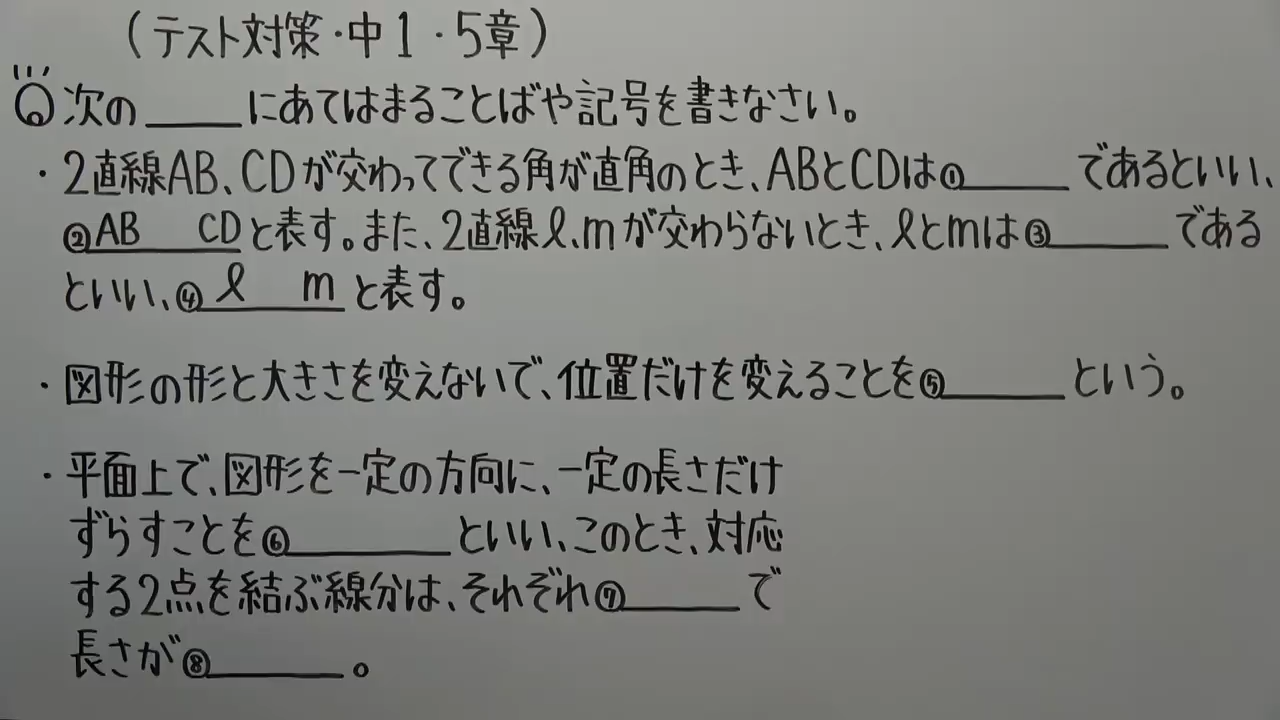 (テスト対策・中1・5章)
Q 次の____にあてはまることばや記号を書きなさい。
・2直線AB、CDが交わってできる角が直角のとき、ABとCDは①____であるといい、
②AB CDと表す。また、2直線ℓ、mが交わらないとき、ℓとmは③____である
といい、④ℓ mと表す。
・図形の形と大きさを変えないで、位置だけを変えることを⑤____という。
・平面上で、図形を一定の方向に、一定の長さだけ
ずらすことを⑥____といい、このとき、対応
する2点を結ぶ線分は、それぞれ⑦____で
長さが⑧____。